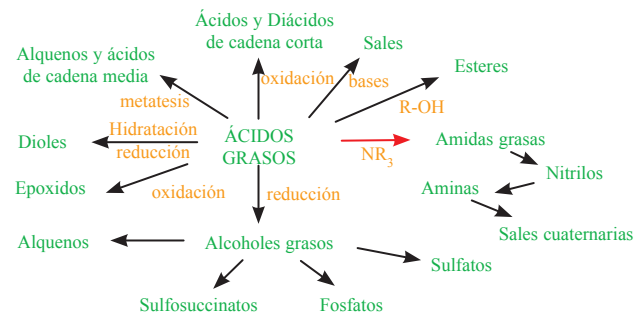 Ácidos y Diácidos
de cadena corta
Sales
Alquenos y ácidos
de cadena media
Esteres
oxidación
bases
metatesis
R-OH
Hidratación
Dioles
reducción
ÁCIDOS
GRASOS
NR3
Amidas grasas
Nitrilos
Epoxidos
oxidación
reducción
Aminas
Sales cuaternarias
Alquenos
Alcoholes grasos
Sulfatos
Sulfosuccinatos
Fosfatos